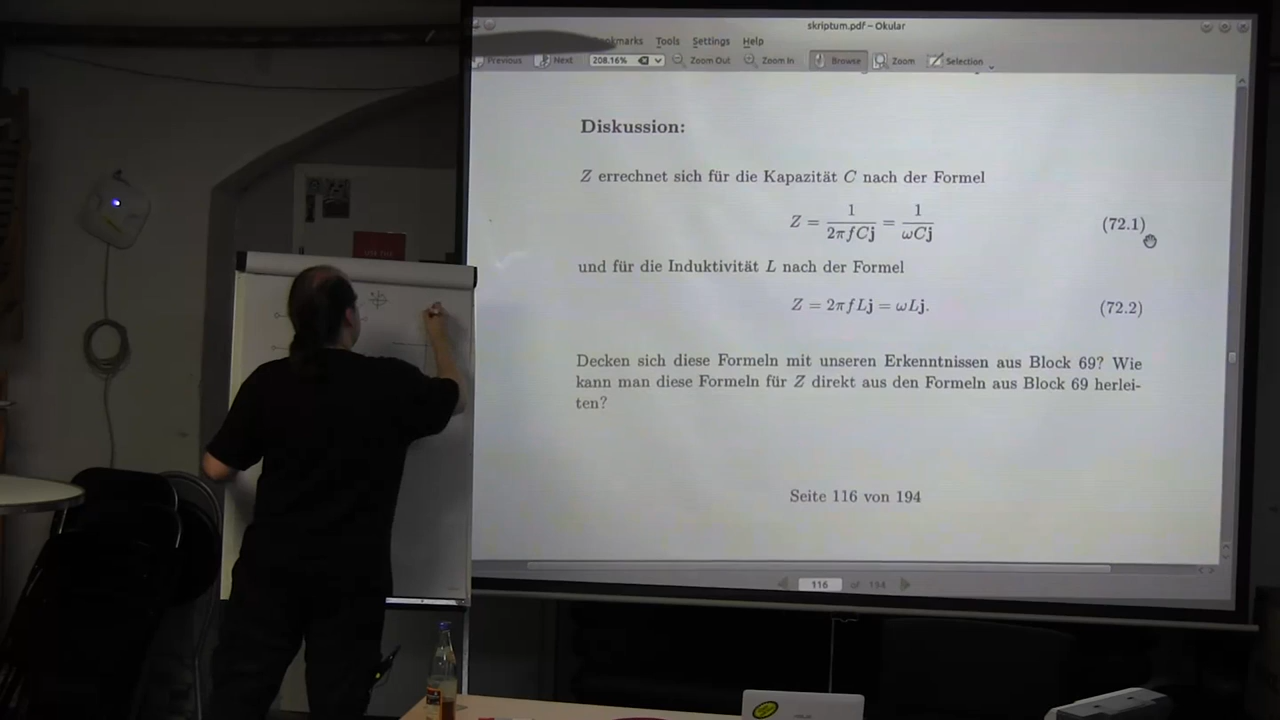 skriptum.pdf – Okular
Tools Settings Help
Previous Next 208.16% Zoom Out Zoom In Browse Zoom Selection
Diskussion:
Z errechnet sich für die Kapazität C nach der Formel
Z = 1/(2πfCj) = 1/(ωCj) (72.1)
und für die Induktivität L nach der Formel
Z = 2πfLj = ωLj. (72.2)
Decken sich diese Formeln mit unseren Erkenntnissen aus Block 69? Wie
kann man diese Formeln für Z direkt aus den Formeln aus Block 69 herlei-
ten?
Seite 116 von 194
116 of 194